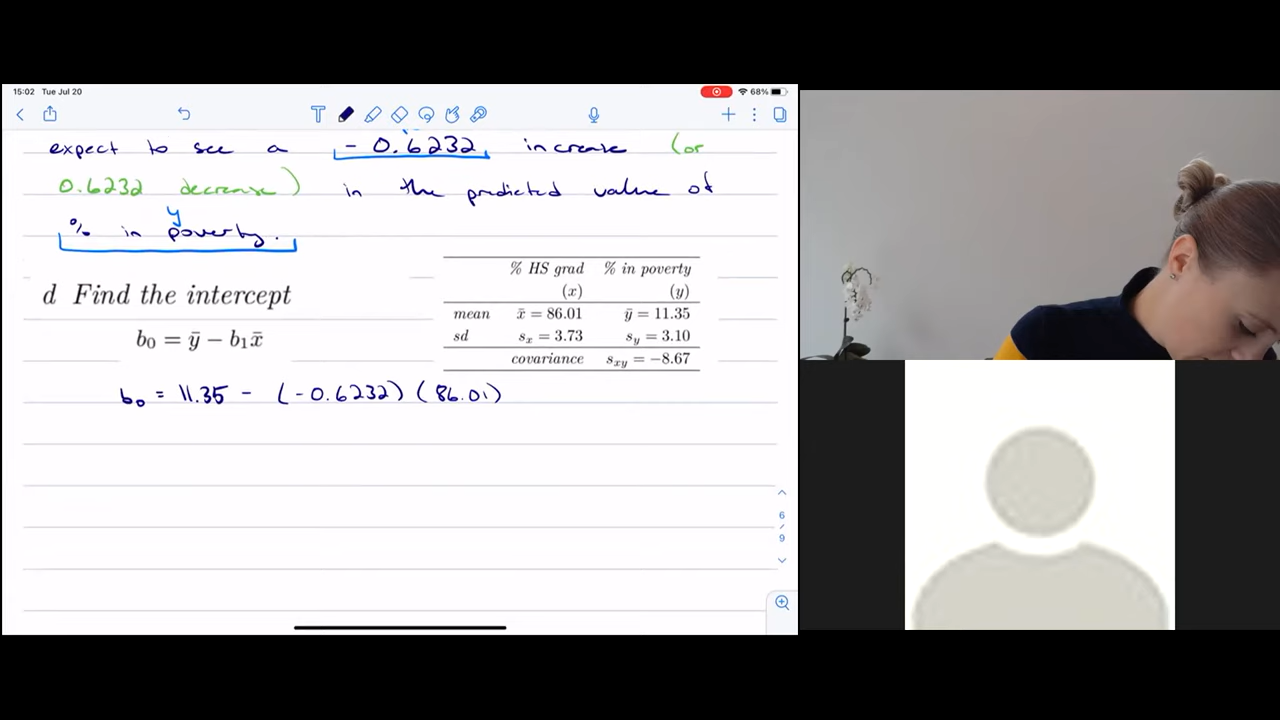 15:02 Tue Jul 20
68%
expect to see a - 0.6232 increase (or
0.6232 decrease) in the predicted value of
y
% in poverty.
d Find the intercept
b₀ = ȳ − b₁x̄
% HS grad % in poverty
(x) (y)
mean x̄ = 86.01 ȳ = 11.35
sd sₓ = 3.73 s_y = 3.10
covariance s_xy = −8.67
b₀ = 11.35 - (-0.6232)(86.01)
6
/
9